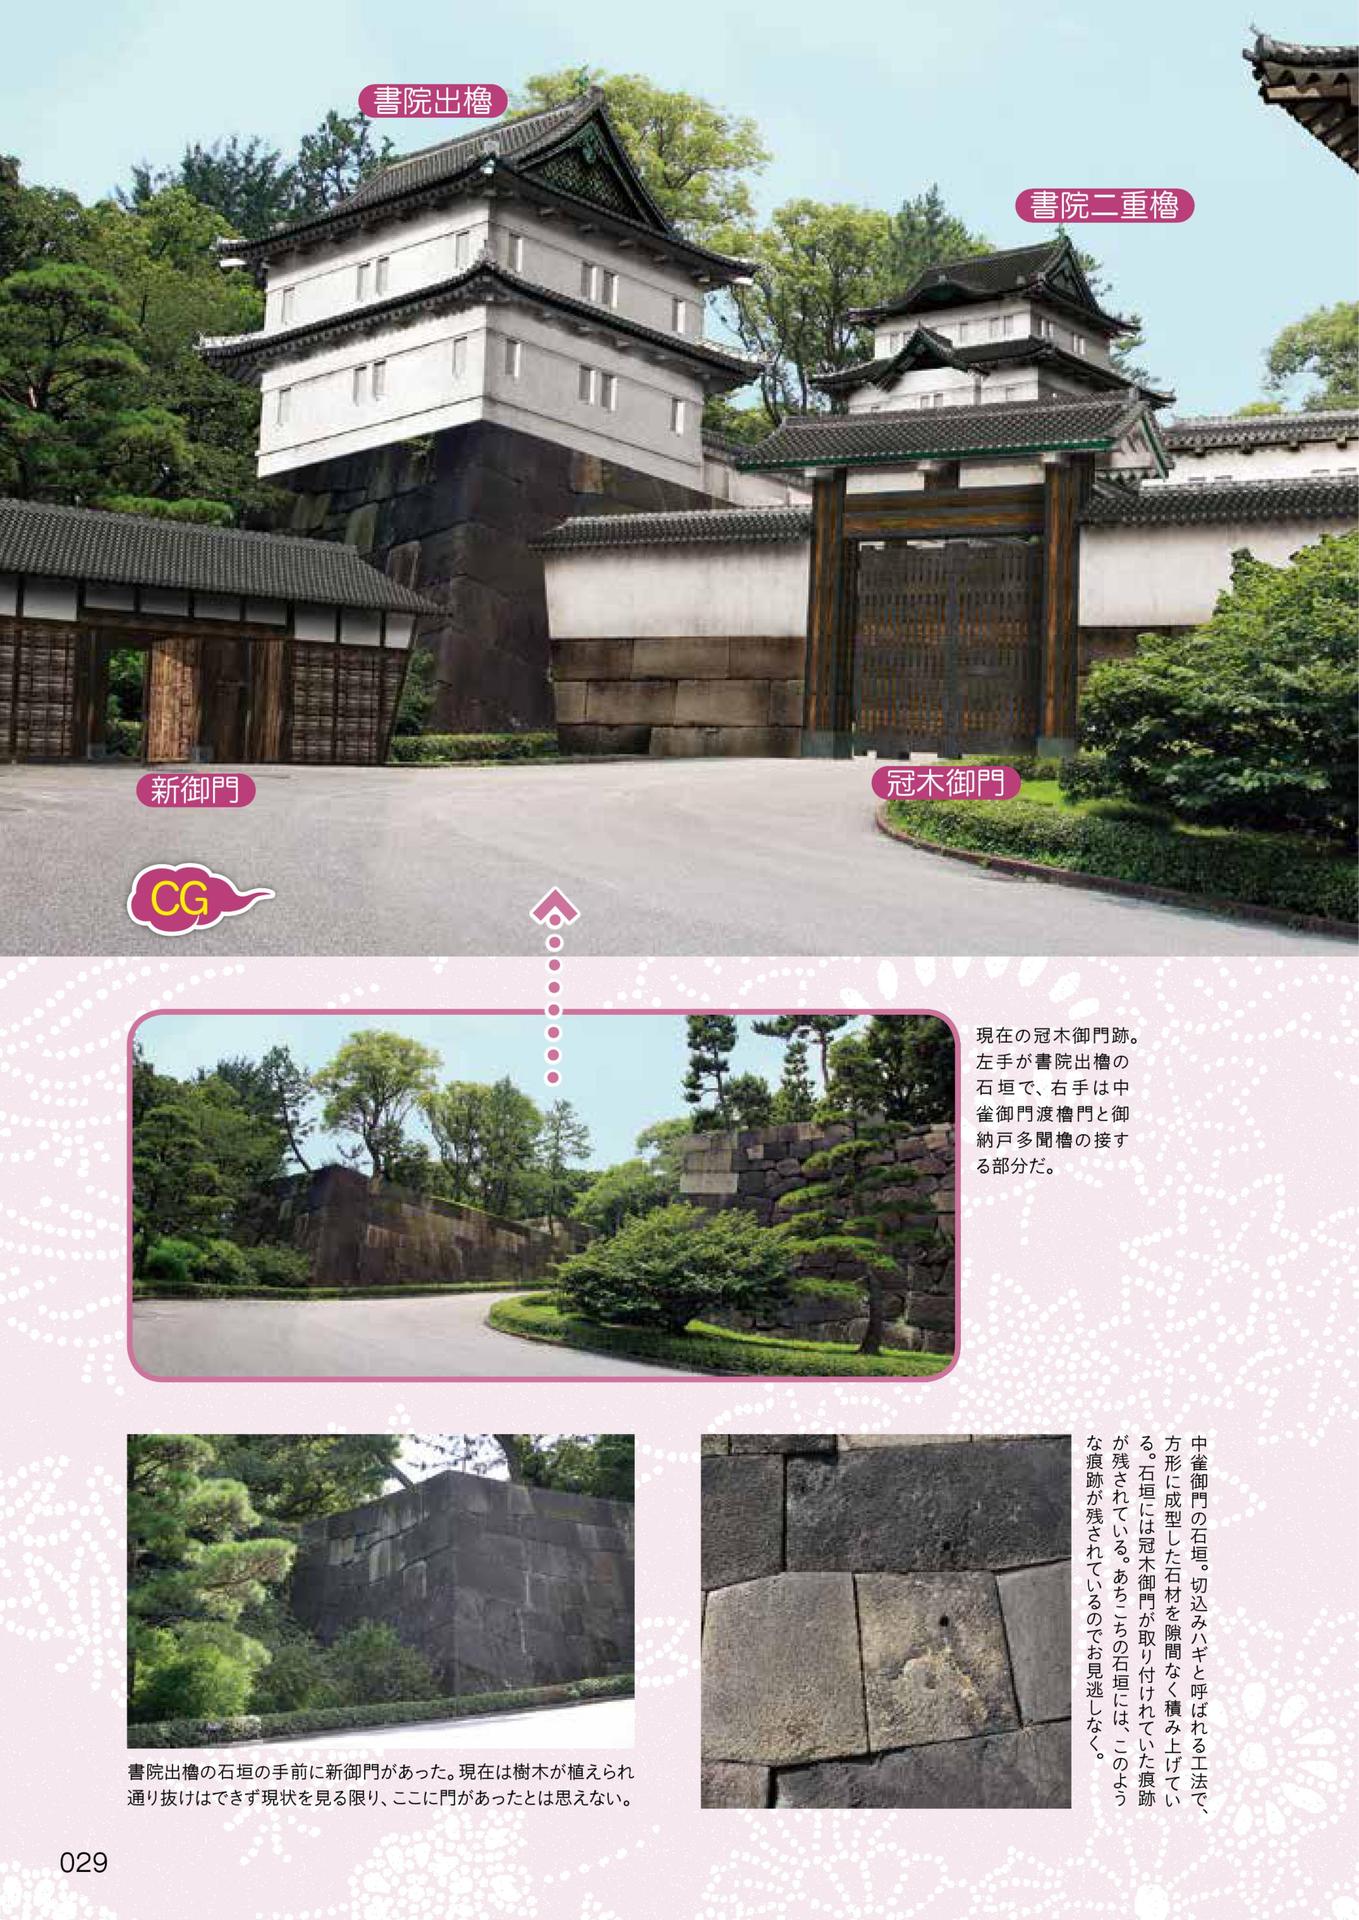 書院出櫓
書院二重櫓
新御門
冠木御門
CG
現在の冠木御門跡。
左手が書院出櫓の
石垣で、右手は中
雀御門渡櫓門と御
納戸多聞櫓の接す
る部分だ。
中雀御門の石垣。切込みハギと呼ばれる工法で、
方形に成型した石材を隙間なく積み上げてい
る。石垣には冠木御門が取り付けれていた痕跡
が残されている。あちこちの石垣には、このよう
な痕跡が残されているのでお見逃しなく。
書院出櫓の石垣の手前に新御門があった。現在は樹木が植えられ
通り抜けはできず現状を見る限り、ここに門があったとは思えない。
029